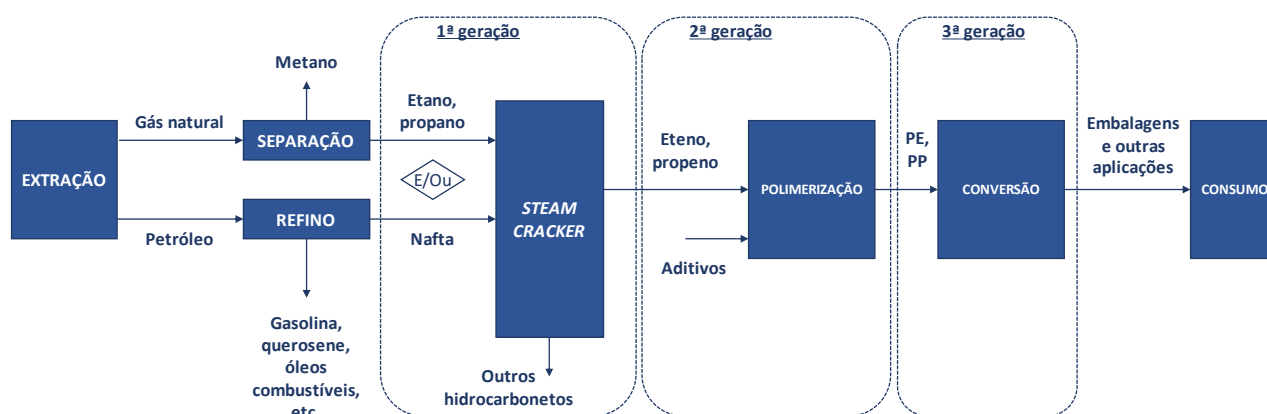 1ª geração
2ª geração
3ª geração
Metano
Gás natural
Etano,
propano
SEPARAÇÃO
EXTRAÇÃO
E/Ou
REFINO
Petróleo
Nafta
STEAM
CRACKER
Eteno,
propeno
Aditivos
POLIMERIZAÇÃO
PE,
PP
CONVERSÃO
Embalagens
e outras
aplicações
CONSUMO
Gasolina,
querosene,
óleos
combustíveis,
etc
Outros
hidrocarbonetos